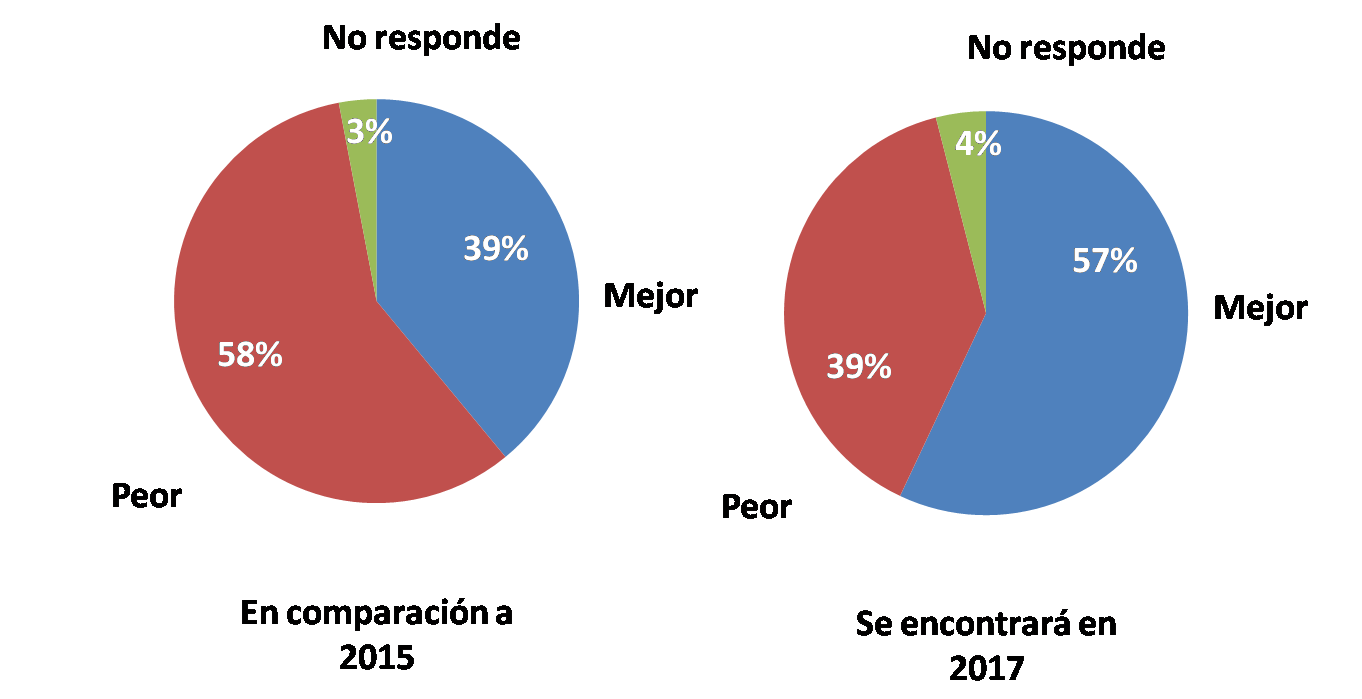 No responde
3%
39%
Mejor
58%
Peor
En comparación a
2015
No responde
4%
57%
Mejor
39%
Peor
Se encontrará en
2017